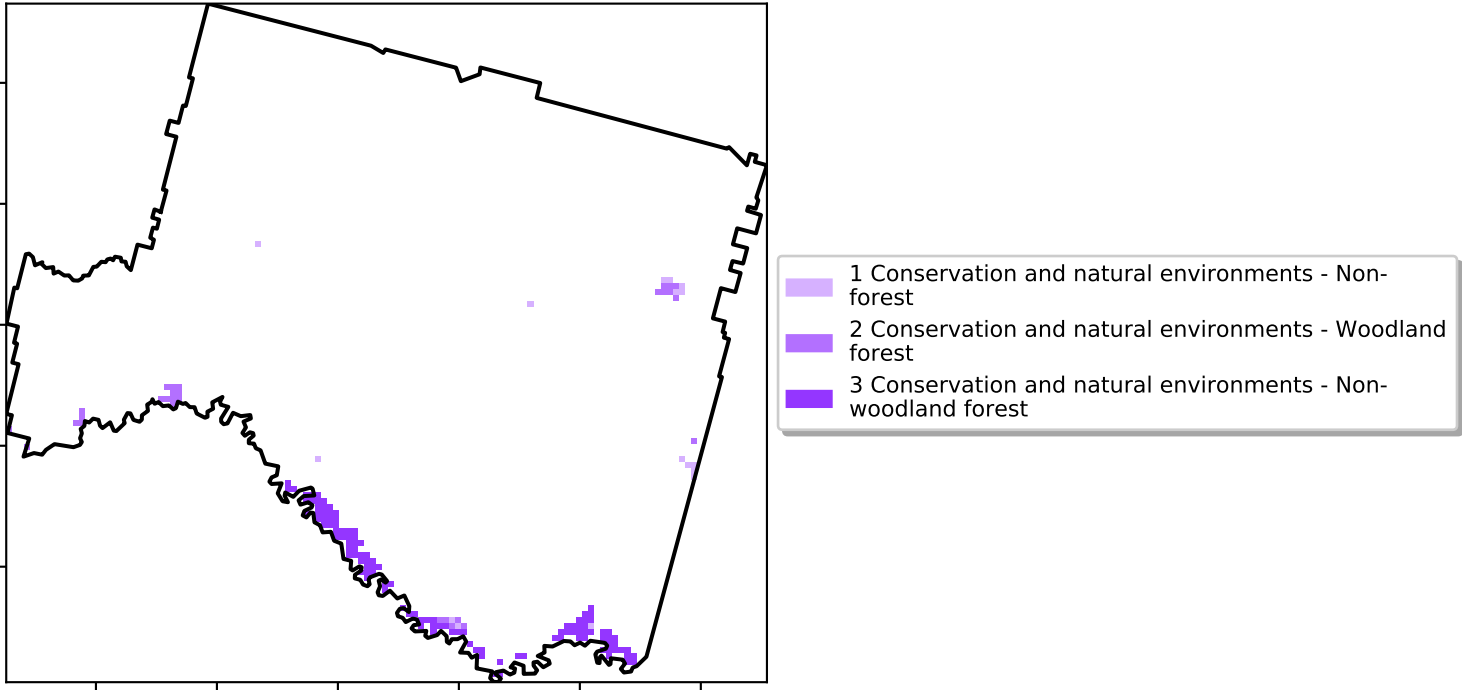 1 Conservation and natural environments - Non-
forest
2 Conservation and natural environments - Woodland
forest
3 Conservation and natural environments - Non-
woodland forest